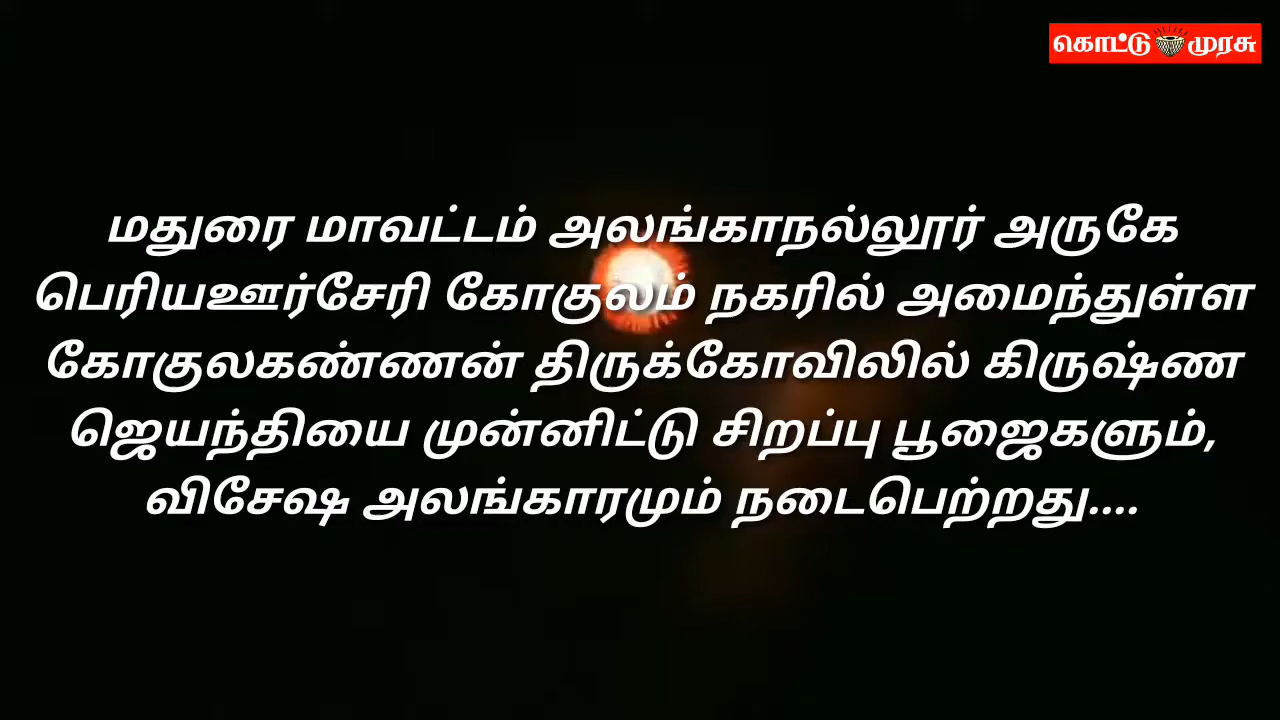 கொட்டு முரசு
மதுரை மாவட்டம் அலங்காநல்லூர் அருகே
பெரியஊர்சேரி கோகுலம் நகரில் அமைந்துள்ள
கோகுலகண்ணன் திருக்கோவிலில் கிருஷ்ண
ஜெயந்தியை முன்னிட்டு சிறப்பு பூஜைகளும்,
விசேஷ அலங்காரமும் நடைபெற்றது....